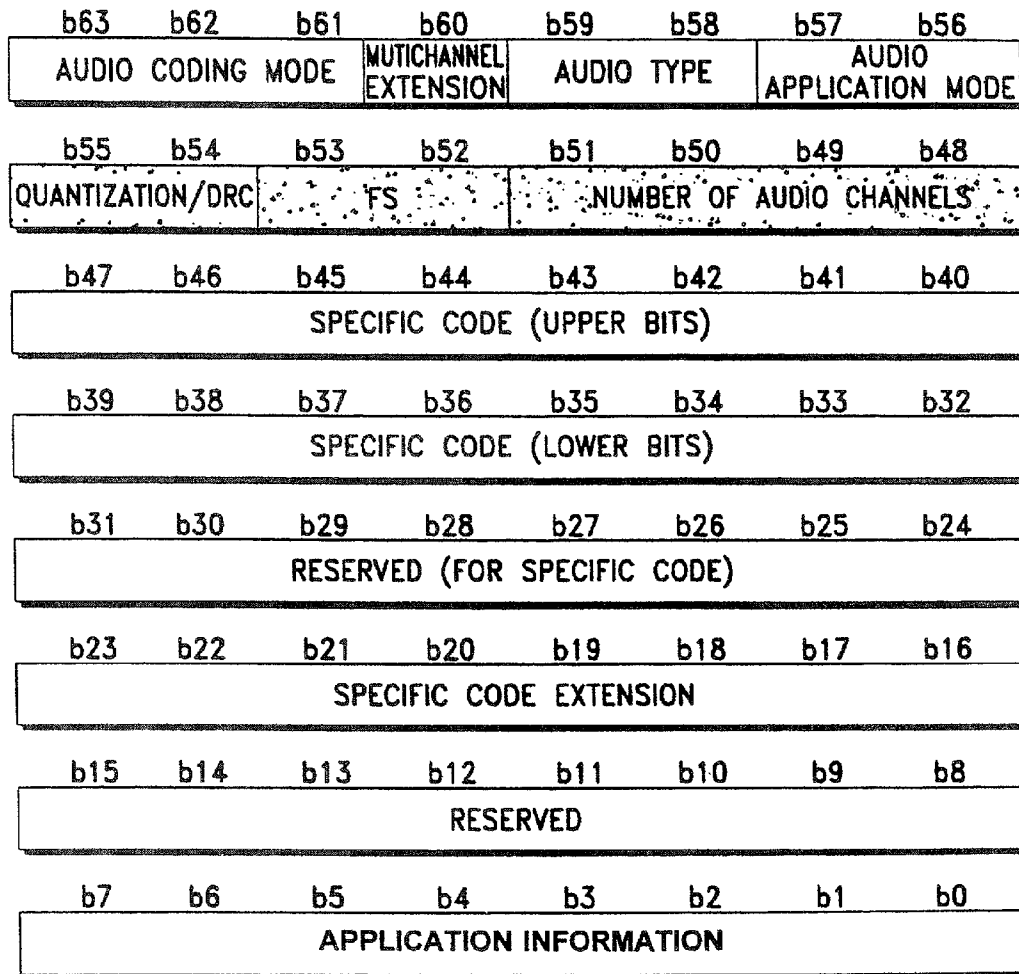 b63 b62 b61 b60 b59 b58 b57 b56
AUDIO CODING MODE
MUTICHANNEL
EXTENSION
AUDIO TYPE
AUDIO
APPLICATION MODE
b55 b54 b53 b52 b51 b50 b49 b48
QUANTIZATION/DRC FS NUMBER OF AUDIO CHANNELS
b47 b46 b45 b44 b43 b42 b41 b40
SPECIFIC CODE (UPPER BITS)
b39 b38 b37 b36 b35 b34 b33 b32
SPECIFIC CODE (LOWER BITS)
b31 b30 b29 b28 b27 b26 b25 b24
RESERVED (FOR SPECIFIC CODE)
b23 b22 b21 b20 b19 b18 b17 b16
SPECIFIC CODE EXTENSION
b15 b14 b13 b12 b11 b10 b9 b8
RESERVED
b7 b6 b5 b4 b3 b2 b1 b0
APPLICATION INFORMATION